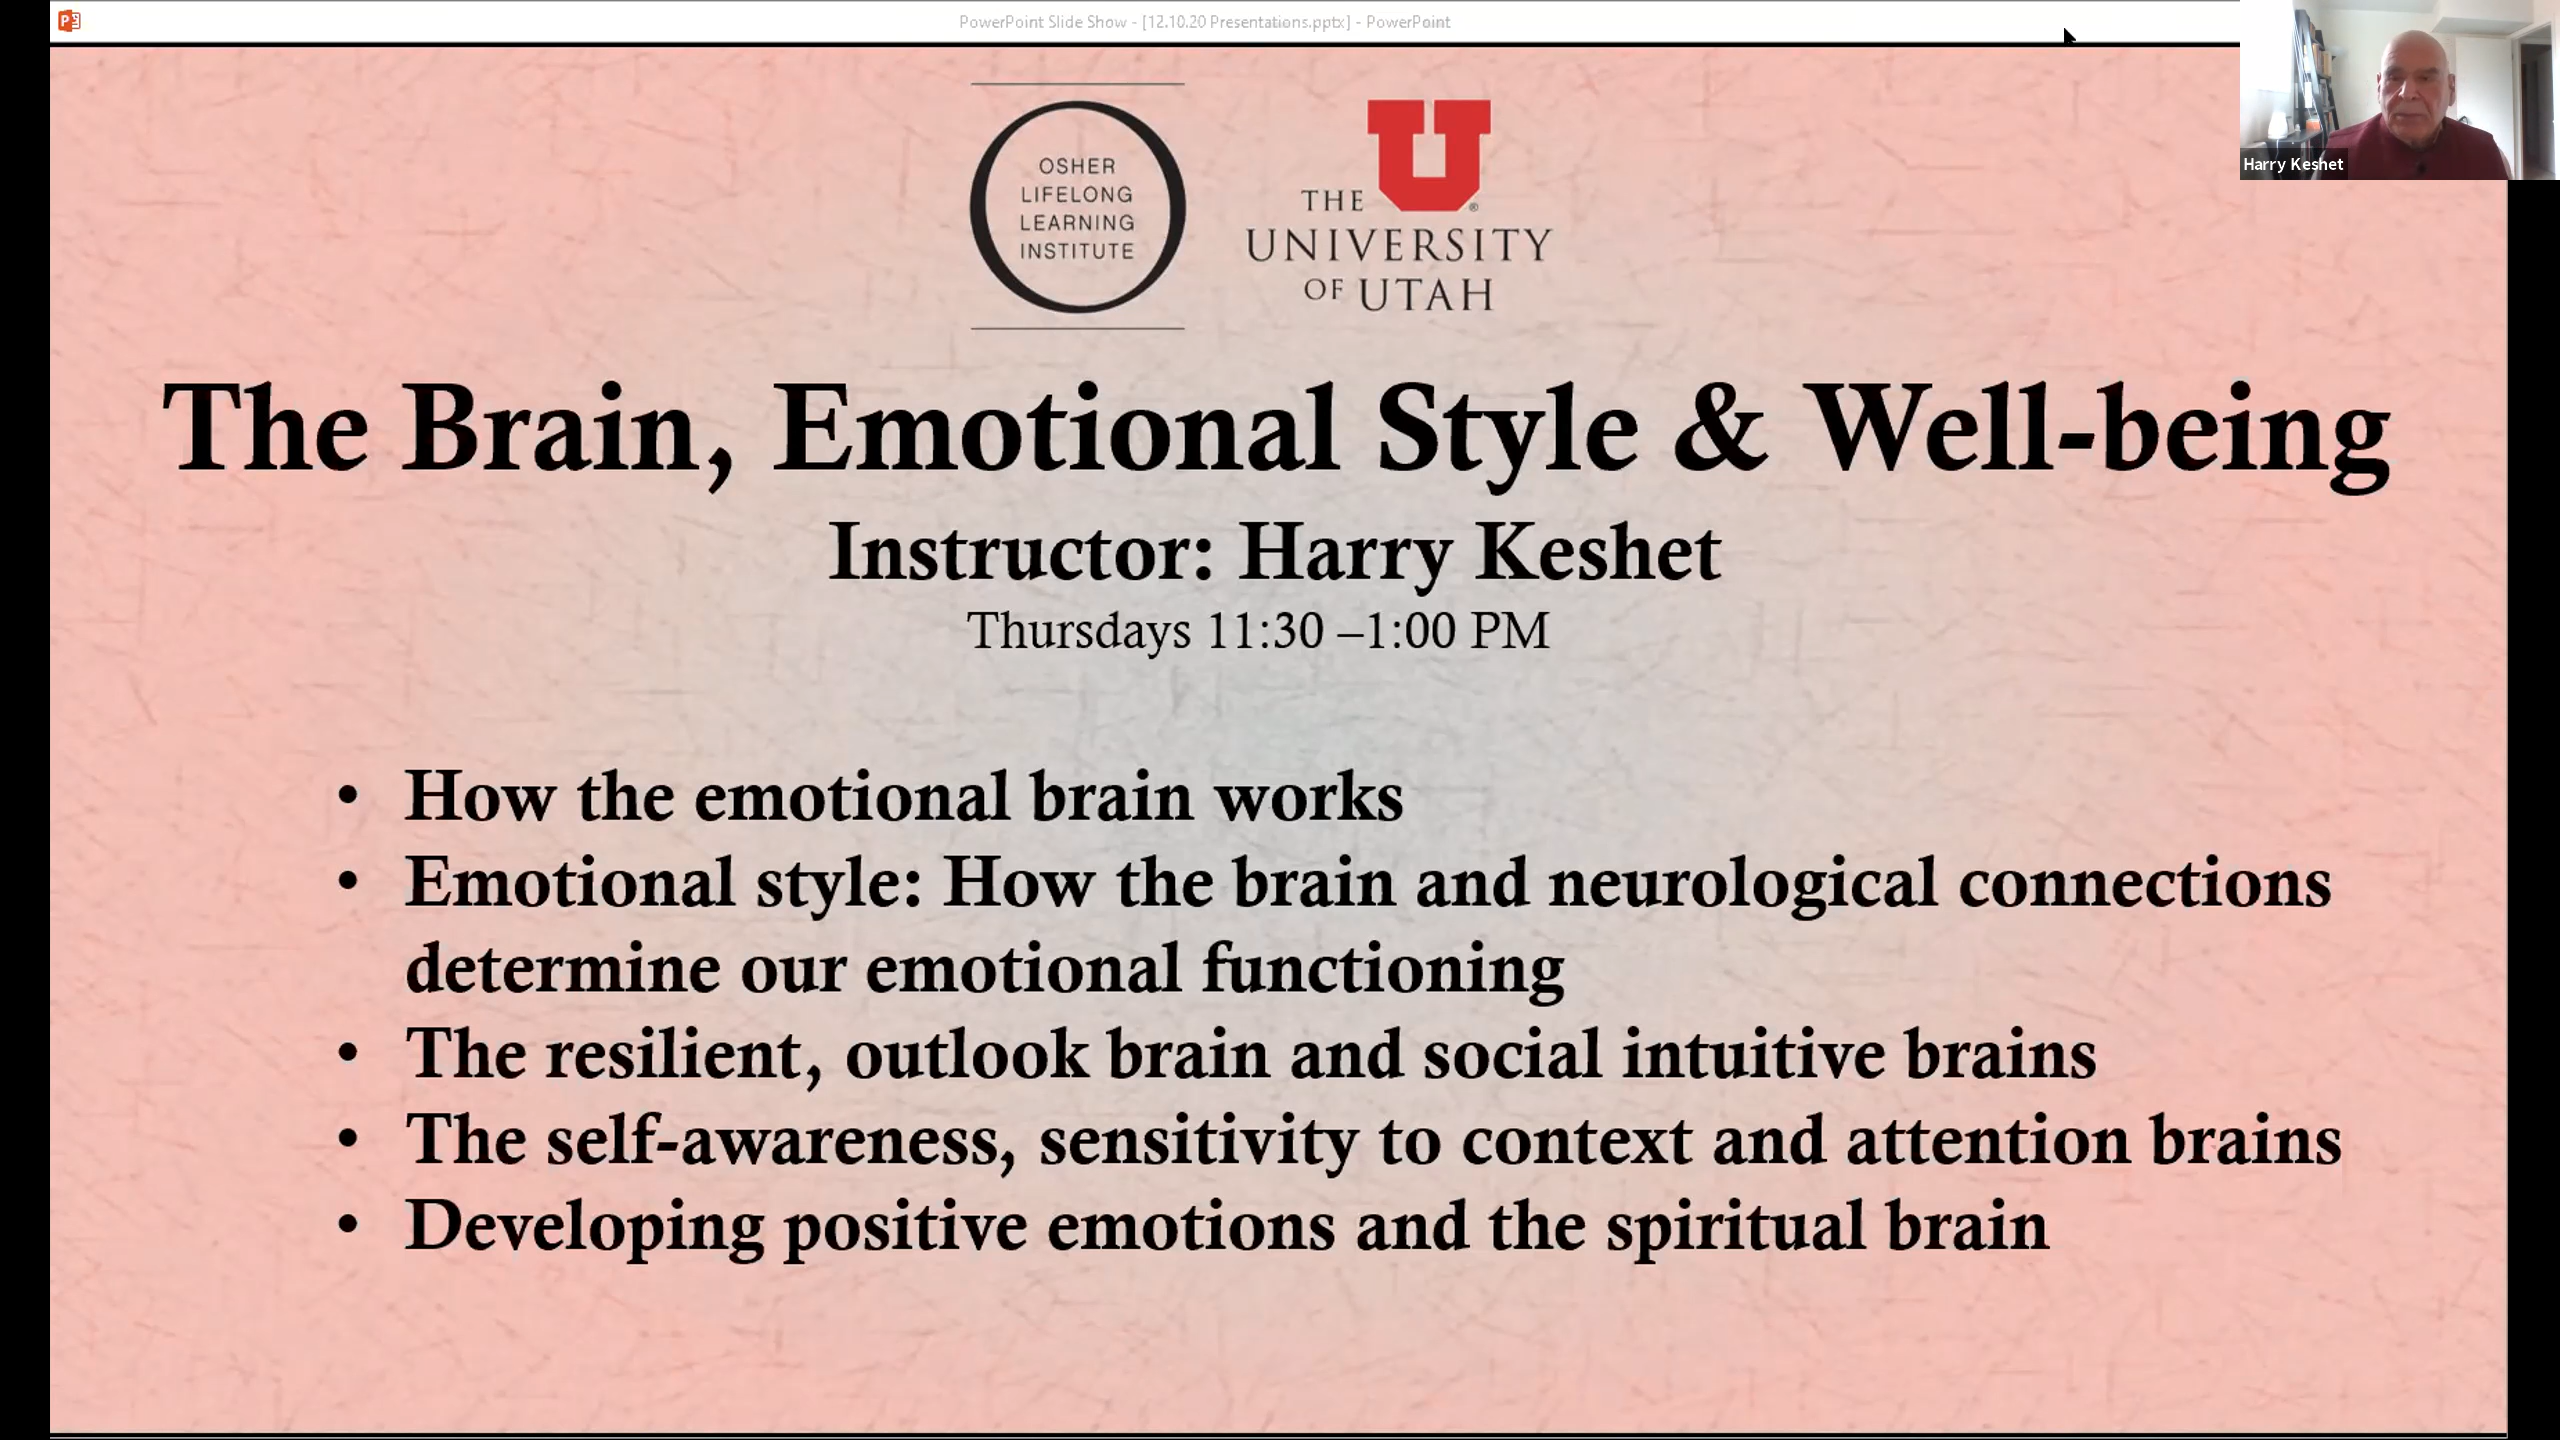 PowerPoint Slide Show - [12.10.20 Presentations.pptx] - PowerPoint
Harry Keshet
OSHER
LIFELONG
LEARNING
INSTITUTE
U
THE
UNIVERSITY
OF UTAH
The Brain, Emotional Style & Well-being
Instructor: Harry Keshet
Thursdays 11:30 –1:00 PM
• How the emotional brain works
• Emotional style: How the brain and neurological connections
determine our emotional functioning
• The resilient, outlook brain and social intuitive brains
• The self-awareness, sensitivity to context and attention brains
• Developing positive emotions and the spiritual brain